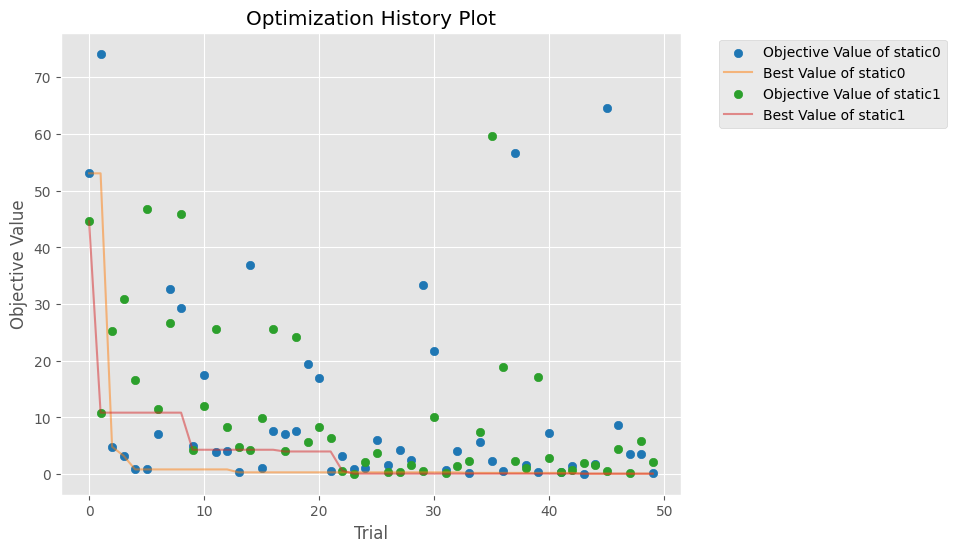 Optimization History Plot
Objective Value of static0
Best Value of static0
Objective Value of static1
Best Value of static1
Objective Value
70
60
50
40
30
20
10
0
0 10 20 30 40 50
Trial